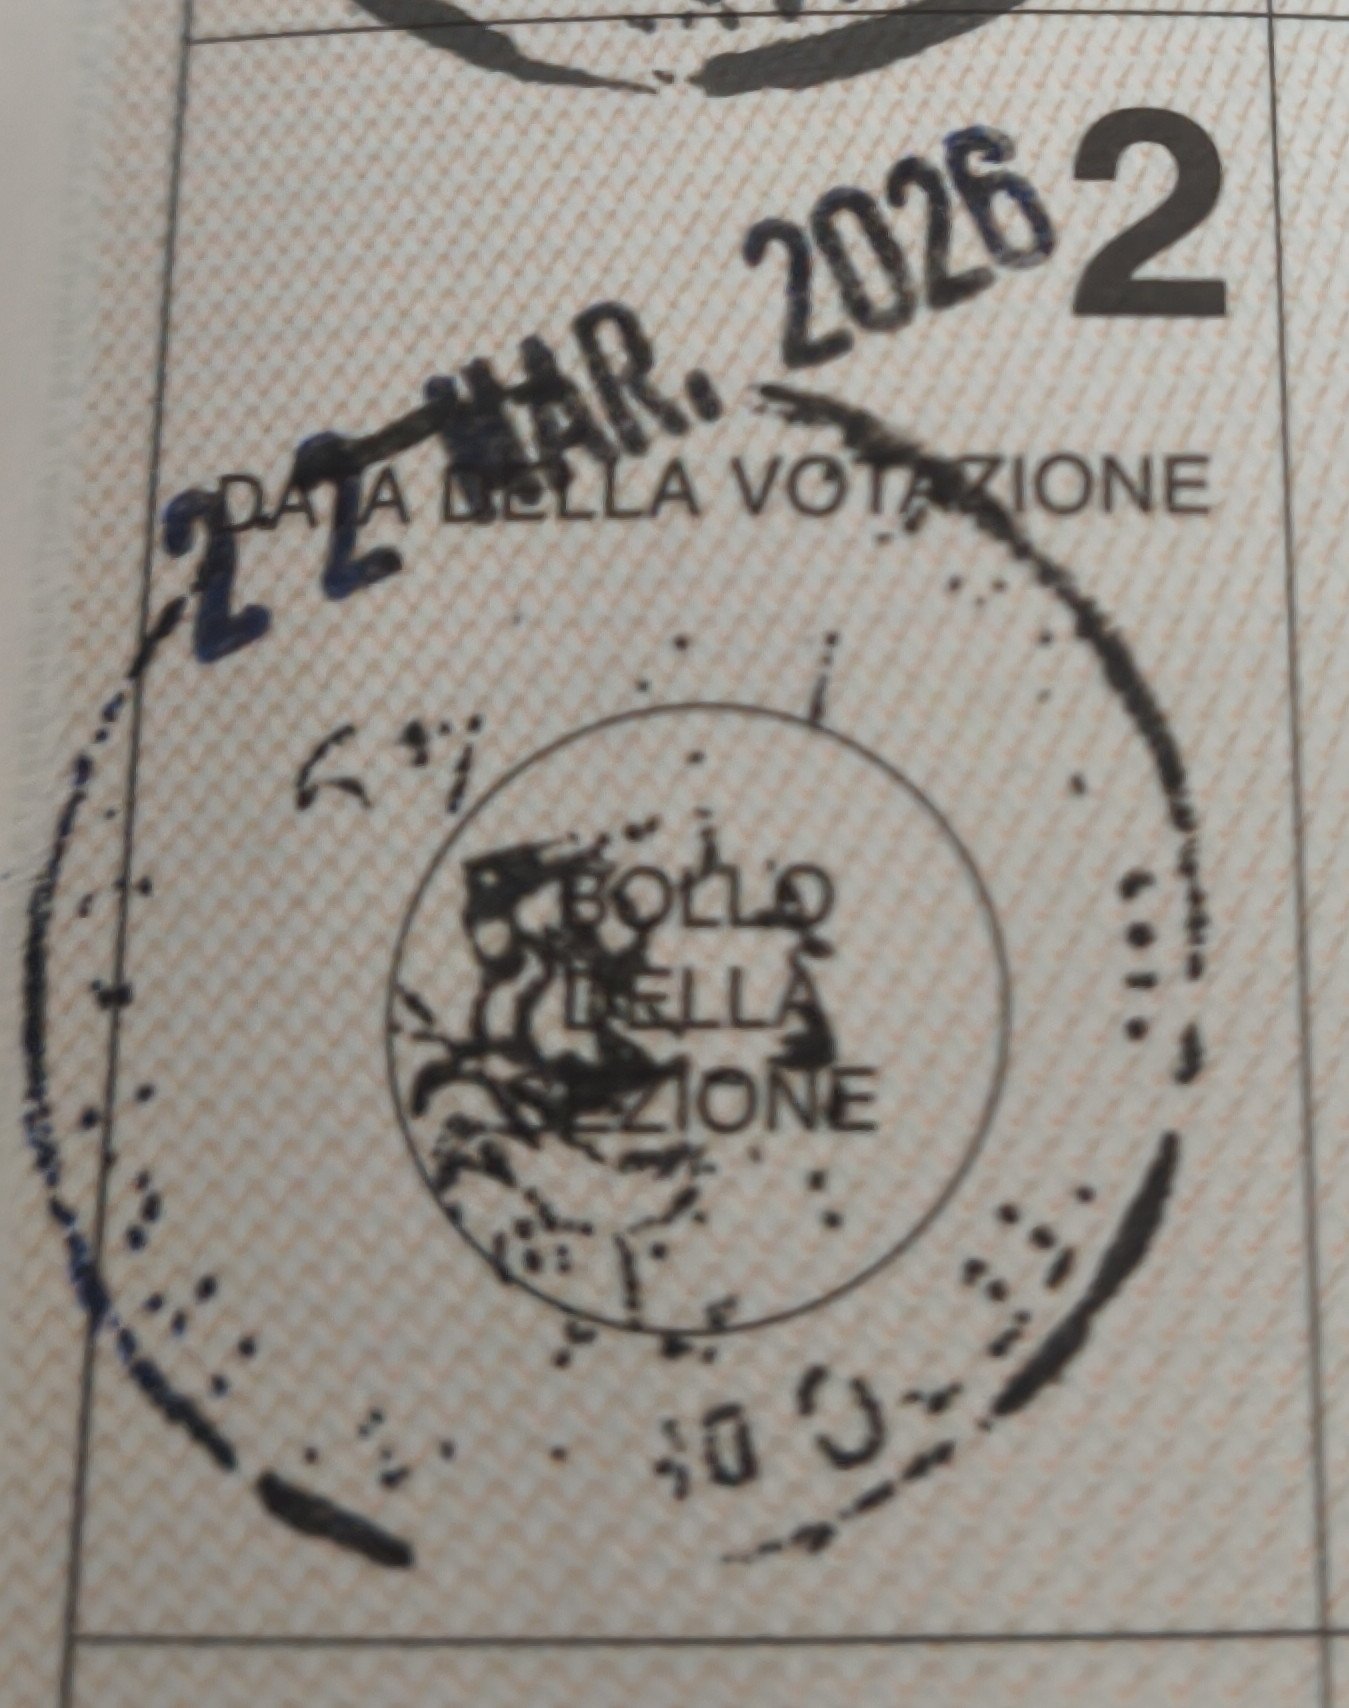 2
22 MAR. 2026
DATA DELLA VOTAZIONE
BOLLO
DELLA
SEZIONE